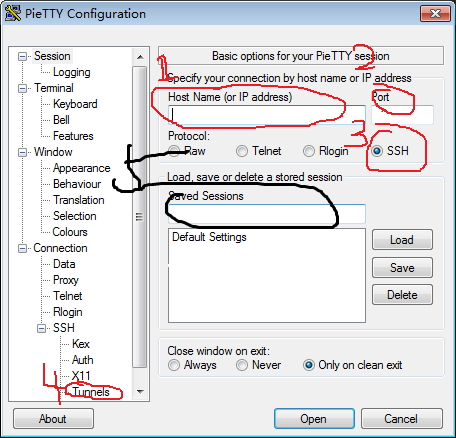 PieTTY Configuration
Session
Logging
Terminal
Keyboard
Bell
Features
Window
Appearance
Behaviour
Translation
Selection
Colours
Connection
Data
Proxy
Telnet
Rlogin
SSH
Kex
Auth
X11
4
Tunnels
Basic options for your PieTTY session
1
2
Specify your connection by host name or IP address
Host Name (or IP address)
Port
Protocol:
3
Raw
Telnet
Rlogin
SSH
Load, save or delete a stored session
Saved Sessions
Default Settings
Load
Save
Delete
Close window on exit:
Always
Never
Only on clean exit
About
Open
Cancel